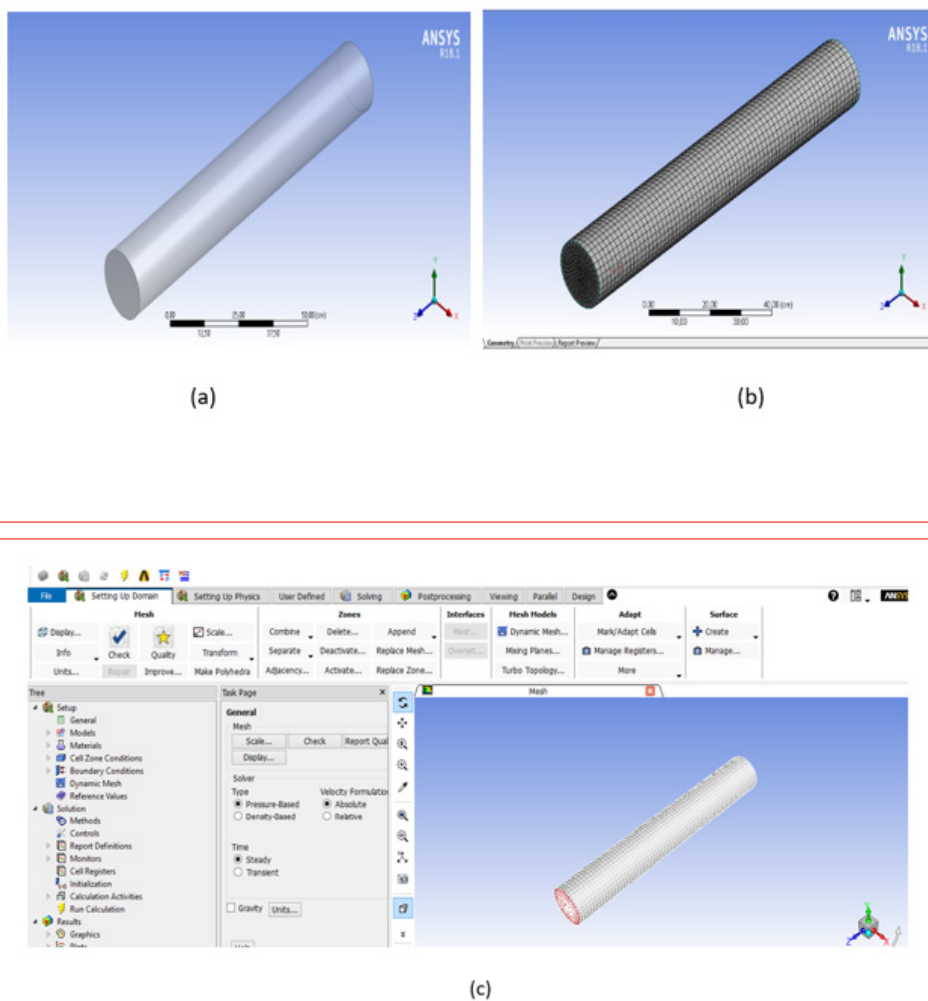 ANSYS
R18.1
0,00 25,00 50,00 (cm)
12,50 37,50
Y
Z X
(a)
ANSYS
R18.1
0,00 20,00 40,00 (cm)
10,00 30,00
Y
Z X
Geometry Print Preview Report Preview
(b)
File Setting Up Domain Setting Up Physics User Defined Solving Postprocessing Viewing Parallel Design
Mesh Zones Interfaces Mesh Models Adapt Surface
Display... Scale... Combine Delete... Append Mesh... Dynamic Mesh... Mark/Adapt Cells Create
Info Check Quality Transform Separate Deactivate... Replace Mesh... Overset... Mixing Planes... Manage Registers... Manage...
Units... Repair Improve... Make Polyhedra Adjacency... Activate... Replace Zone... Turbo Topology... More
Tree
Setup
General
Models
Materials
Cell Zone Conditions
Boundary Conditions
Dynamic Mesh
Reference Values
Solution
Methods
Controls
Report Definitions
Monitors
Cell Registers
Initialization
Calculation Activities
Run Calculation
Results
Graphics
Plots
Task Page
General
Mesh
Scale... Check Report Qual
Display...
Solver
Type Velocity Formulation
Pressure-Based Absolute
Density-Based Relative
Time
Steady
Transient
Gravity Units...
Mesh
Y
Z X
(c)